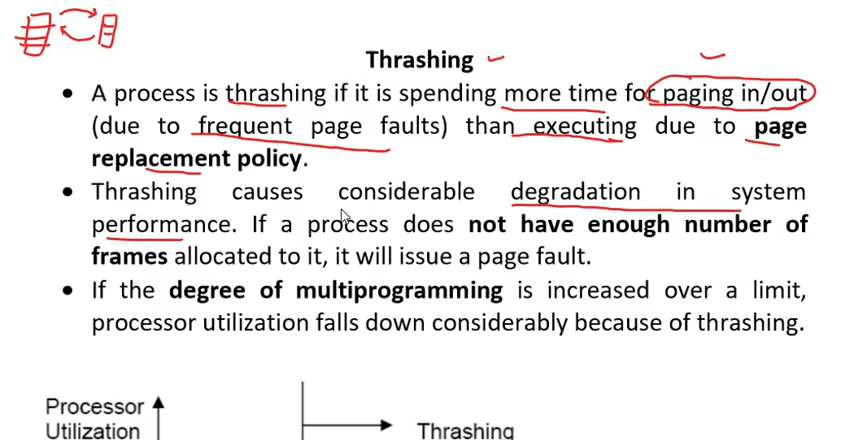 Thrashing
• A process is thrashing if it is spending more time for paging in/out
(due to frequent page faults) than executing due to page
replacement policy.
• Thrashing causes considerable degradation in system
performance. If a process does not have enough number of
frames allocated to it, it will issue a page fault.
• If the degree of multiprogramming is increased over a limit,
processor utilization falls down considerably because of thrashing.
Processor
Utilization
Thrashing